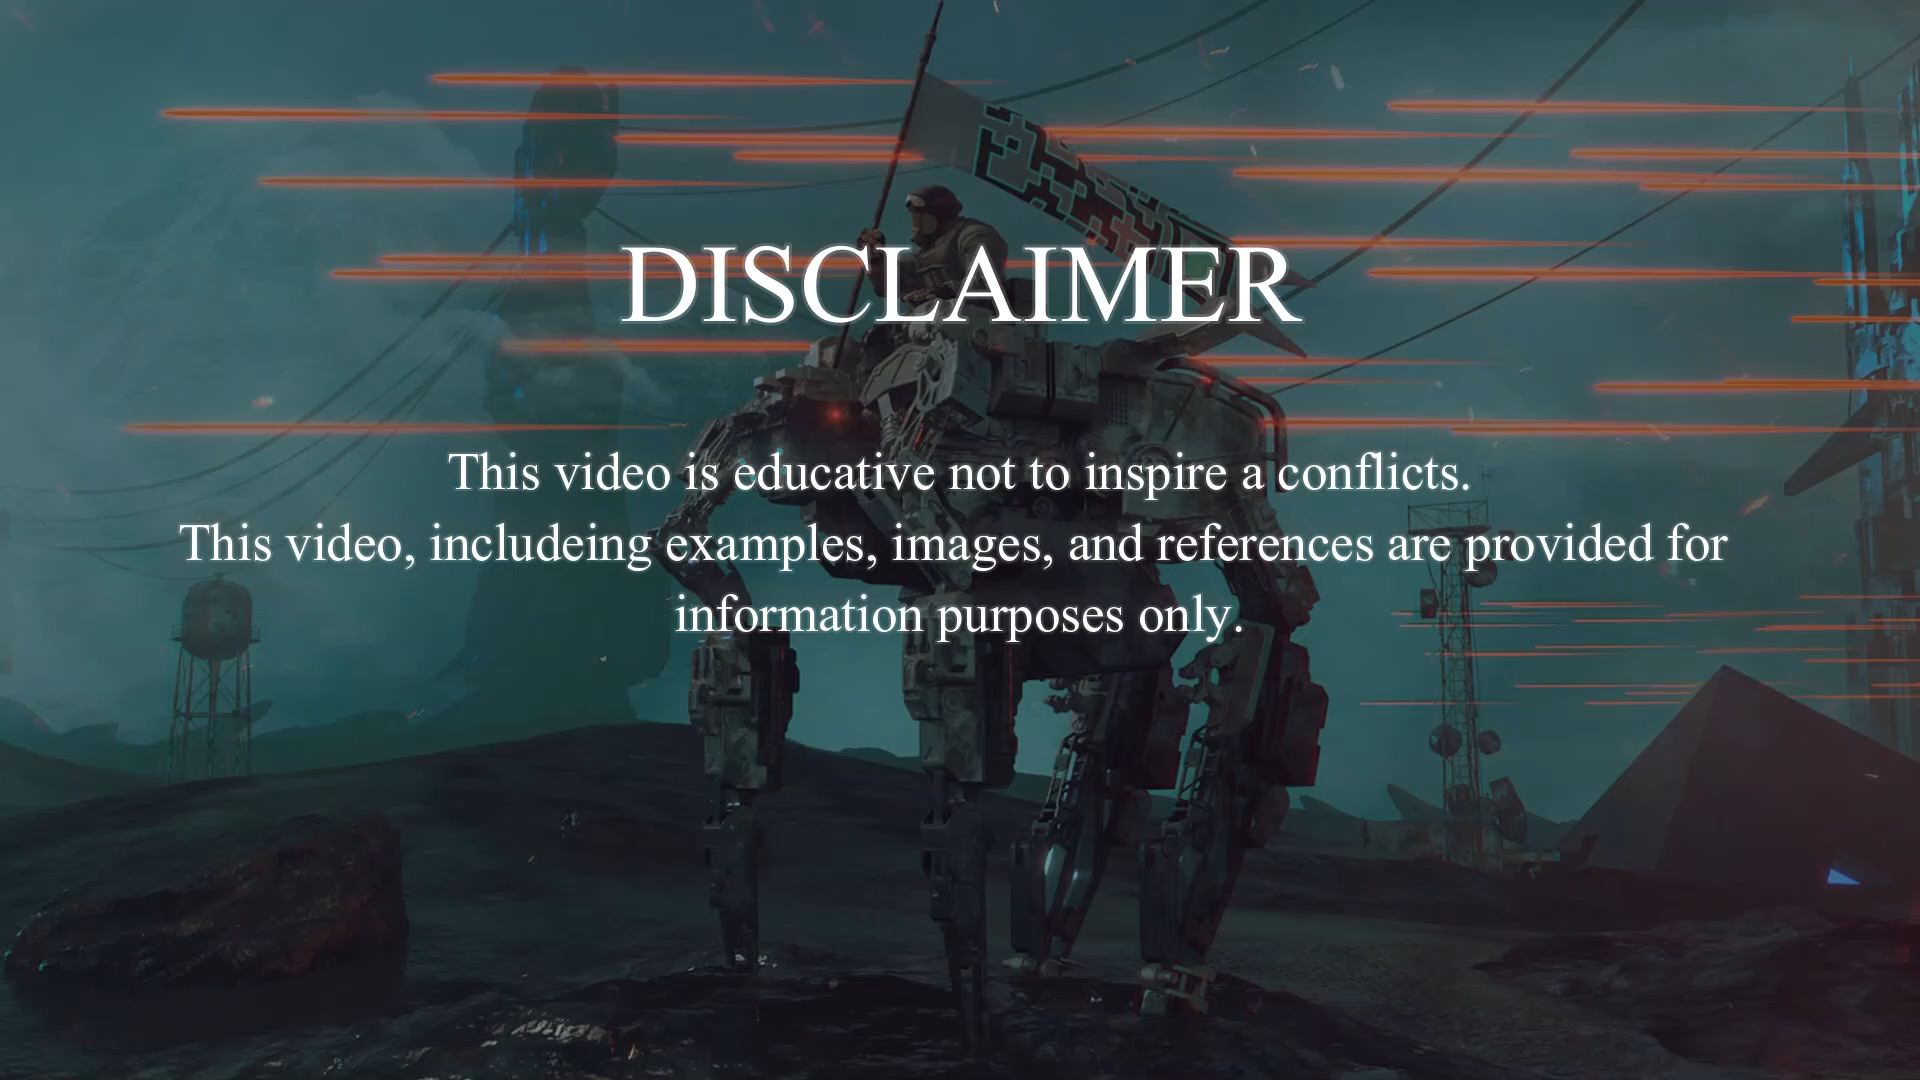 DISCLAIMER
This video is educative not to inspire a conflicts.
This video, includeing examples, images, and references are provided for
information purposes only.